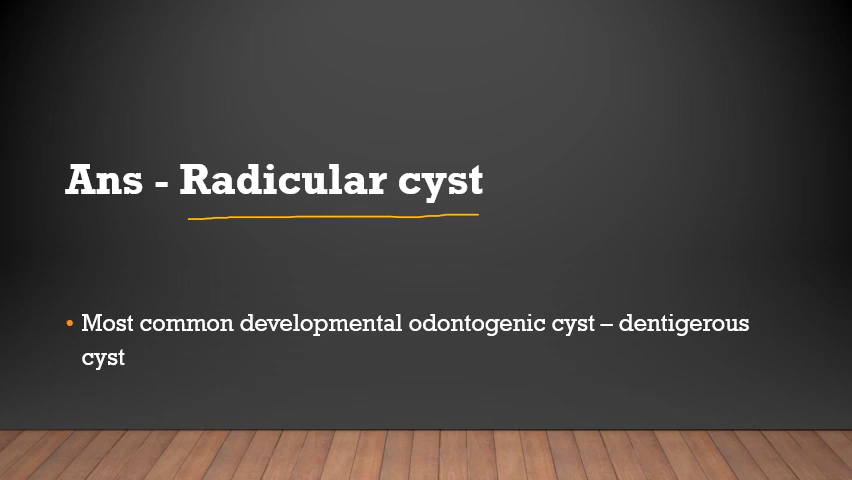 Ans - Radicular cyst
• Most common developmental odontogenic cyst – dentigerous
cyst